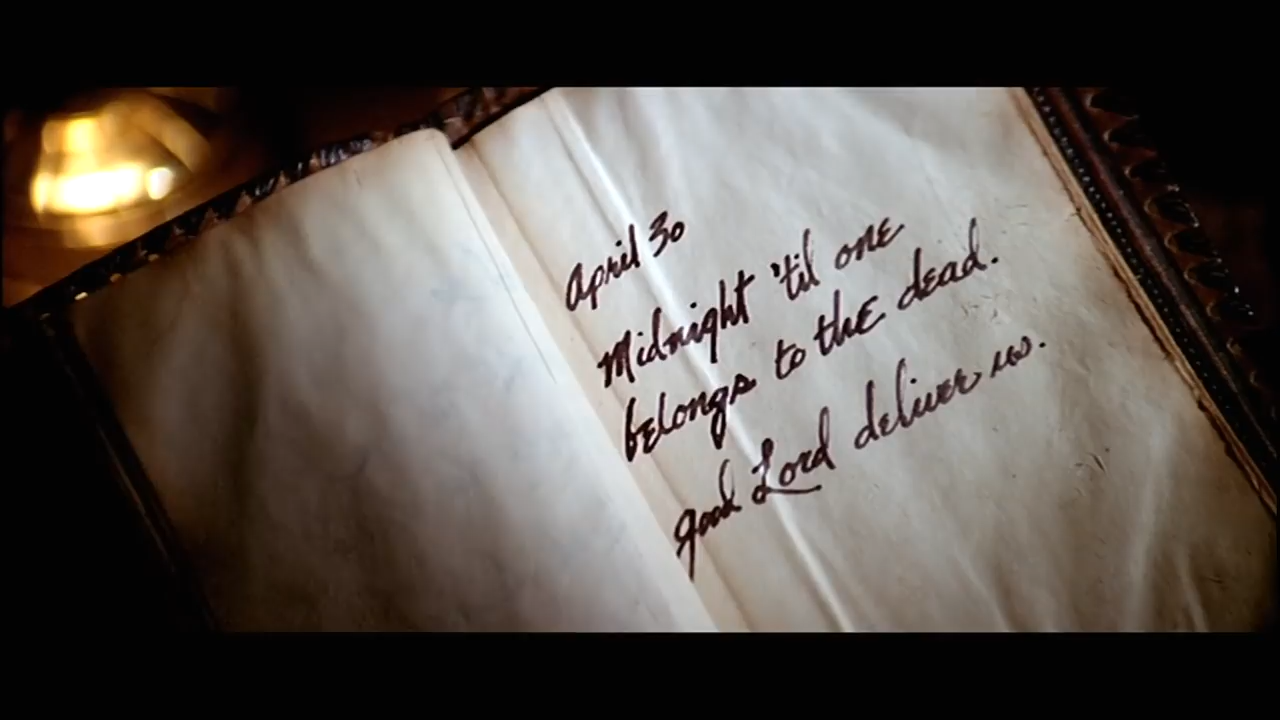 April 30
Midnight 'til one
belongs to the dead.
Good Lord deliver us.